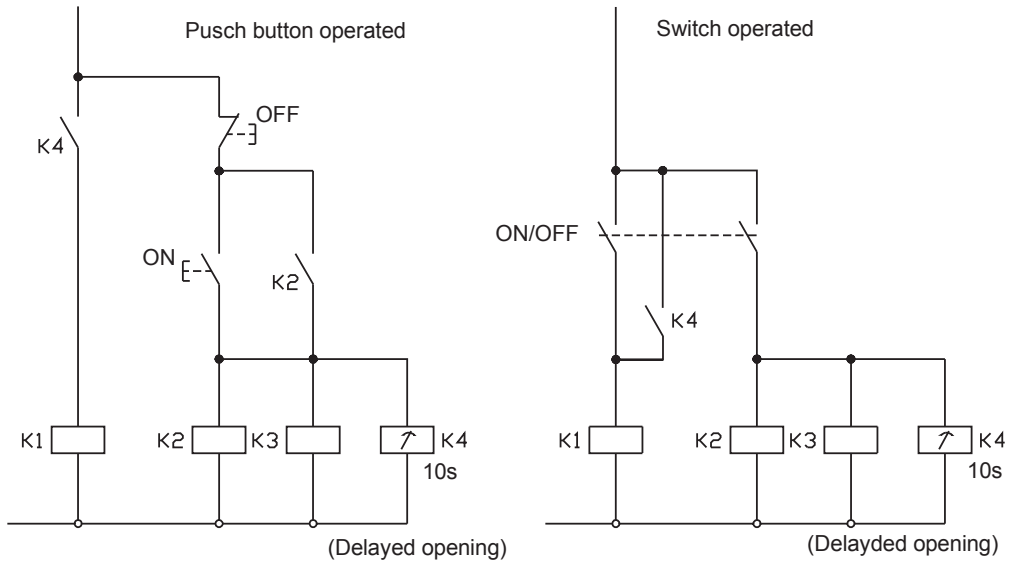 Pusch button operated
Switch operated
OFF
K4
ON
K2
ON/OFF
K4
K1
K2
K3
K4
10s
K1
K2
K3
K4
10s
(Delayed opening)
(Delayded opening)